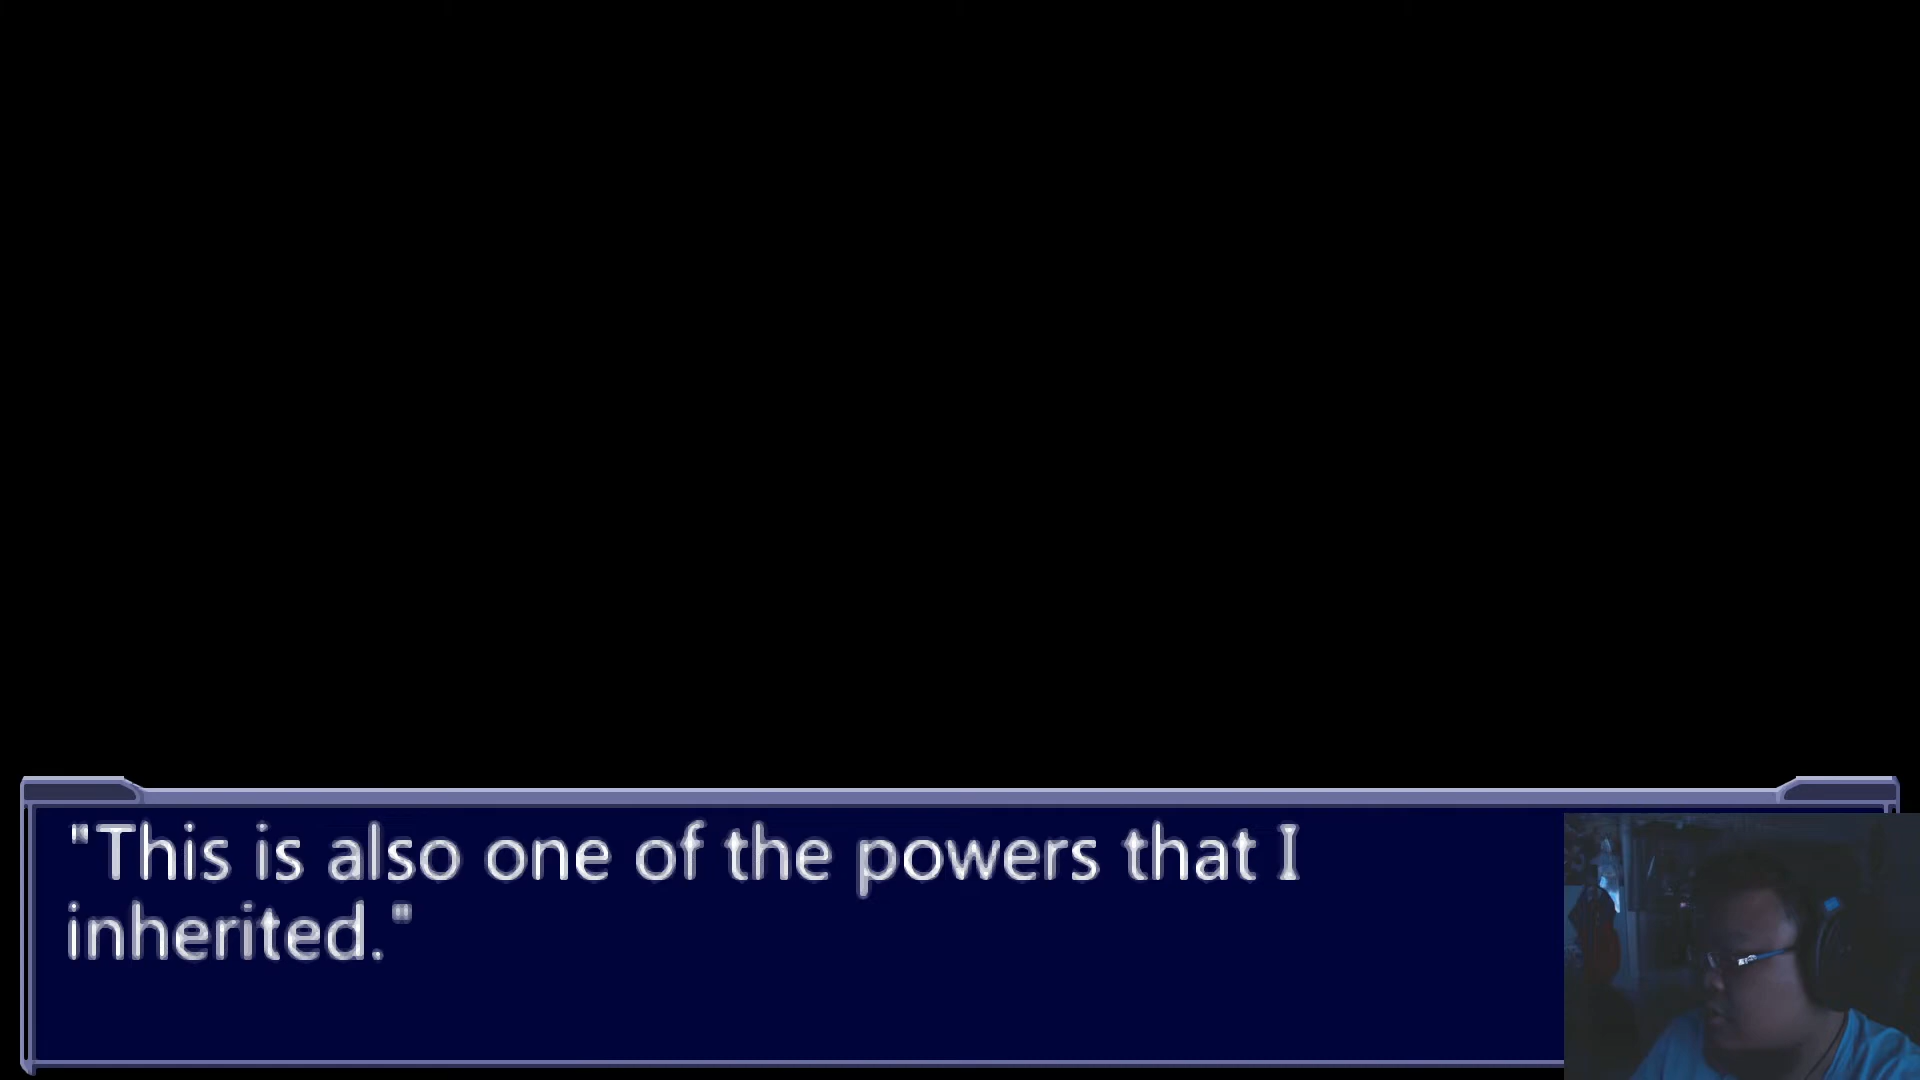 "This is also one of the powers that I
inherited."